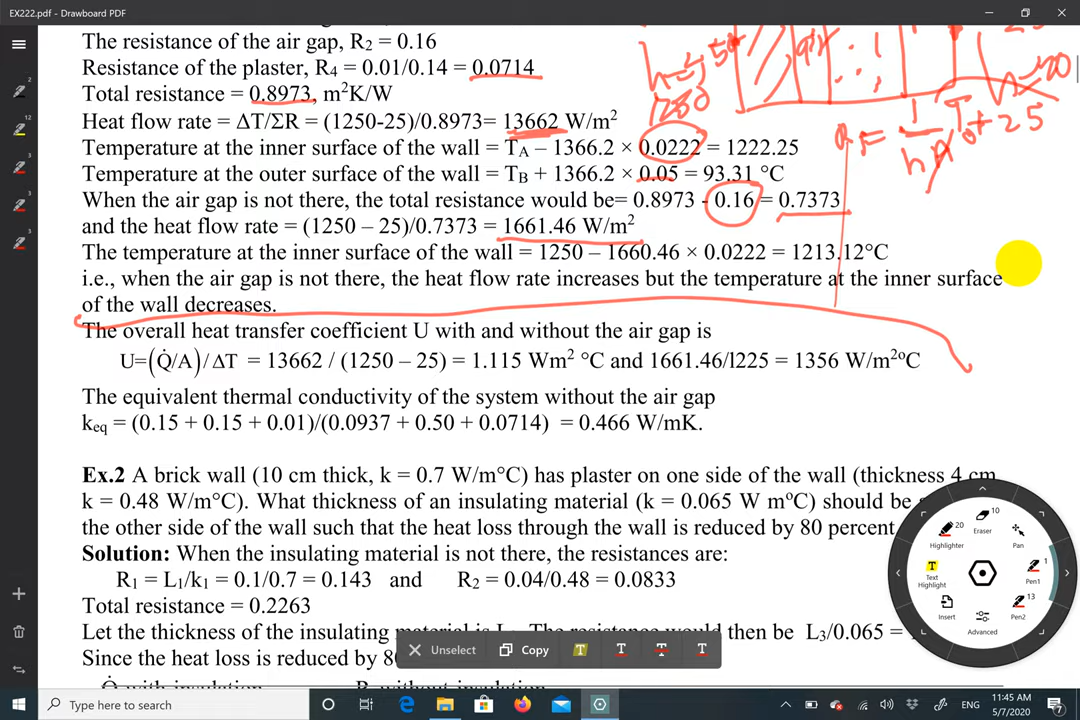 EX222.pdf - Drawboard PDF
The resistance of the air gap, R2 = 0.16
Resistance of the plaster, R4 = 0.01/0.14 = 0.0714
Total resistance = 0.8973, m²K/W
Heat flow rate = ΔT/ΣR = (1250-25)/0.8973= 13662 W/m²
Temperature at the inner surface of the wall = TA – 1366.2 × 0.0222 = 1222.25
Temperature at the outer surface of the wall = TB + 1366.2 × 0.05 = 93.31 °C
When the air gap is not there, the total resistance would be= 0.8973 - 0.16 = 0.7373
and the heat flow rate = (1250 – 25)/0.7373 = 1661.46 W/m²
The temperature at the inner surface of the wall = 1250 – 1660.46 × 0.0222 = 1213.12°C
i.e., when the air gap is not there, the heat flow rate increases but the temperature at the inner surface
of the wall decreases.
The overall heat transfer coefficient U with and without the air gap is
U=(Q̇/A)/ΔT = 13662 / (1250 – 25) = 1.115 Wm² °C and 1661.46/l225 = 1356 W/m²ºC
The equivalent thermal conductivity of the system without the air gap
keq = (0.15 + 0.15 + 0.01)/(0.0937 + 0.50 + 0.0714) = 0.466 W/mK.
Ex.2 A brick wall (10 cm thick, k = 0.7 W/m°C) has plaster on one side of the wall (thickness 4 cm,
k = 0.48 W/m°C). What thickness of an insulating material (k = 0.065 W mºC) should be
the other side of the wall such that the heat loss through the wall is reduced by 80 percent
Solution: When the insulating material is not there, the resistances are:
R1 = L1/k1 = 0.1/0.7 = 0.143 and R2 = 0.04/0.48 = 0.0833
Total resistance = 0.2263
Let the thickness of the insulating would then be L3/0.065 =
Since the heat loss is reduced by
Unselect Copy T T T T
10
Eraser
20
Highlighter
Pan
T
Text Highlight
1
Pen1
Insert
13
Pen2
Advanced
2
12
3
3
3
Type here to search
ENG
11:45 AM
5/7/2020
7